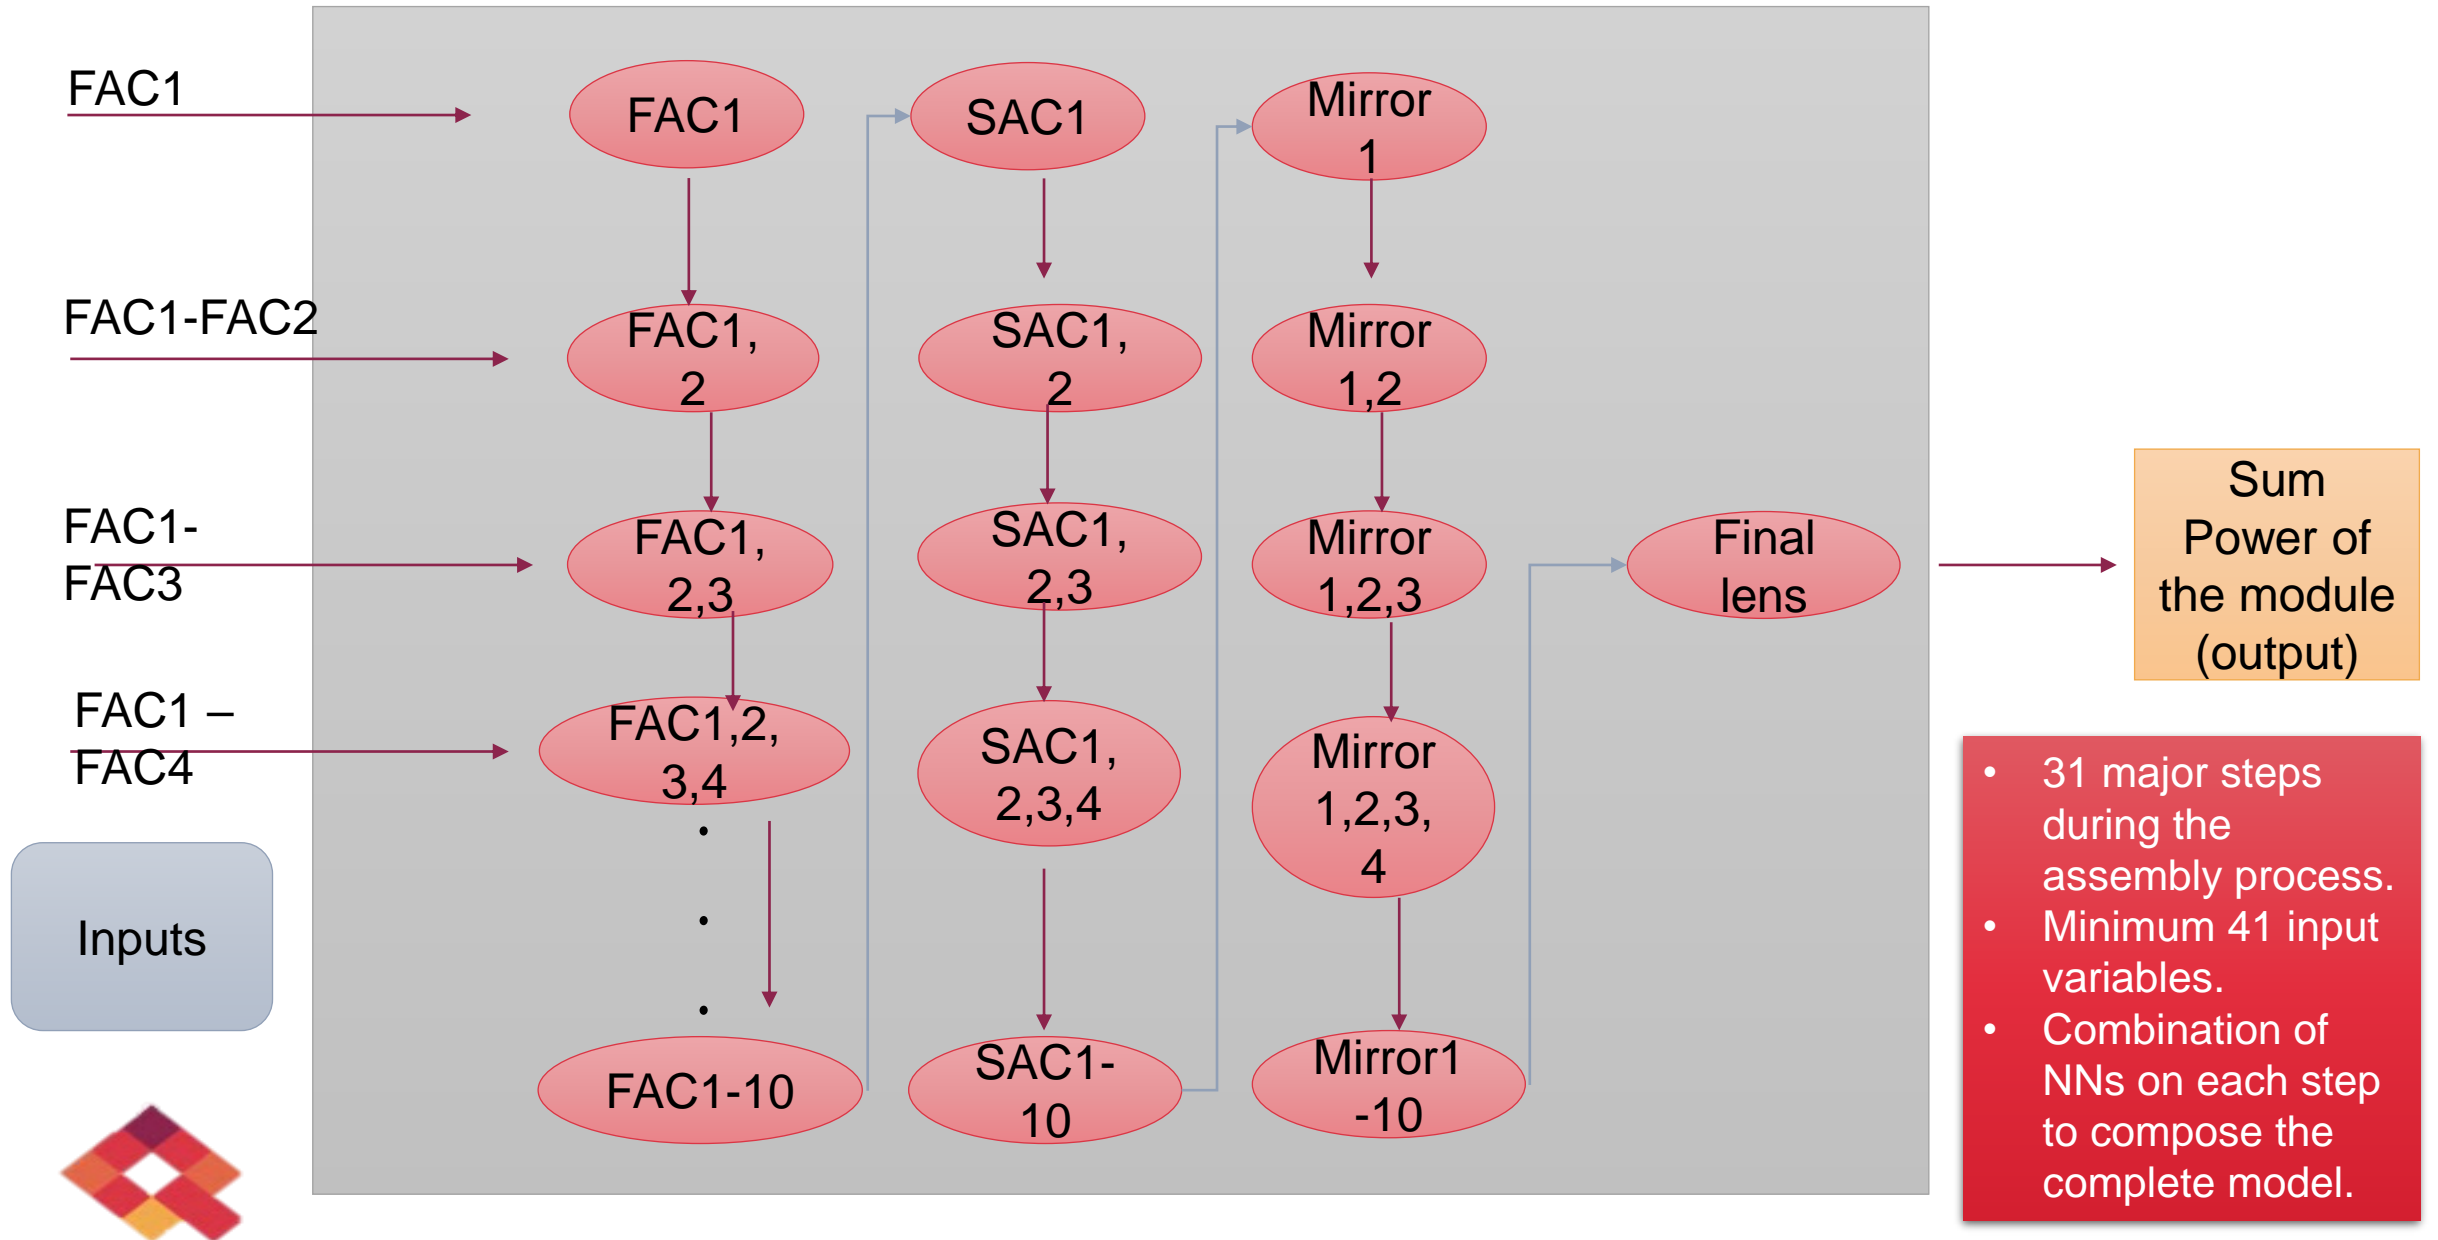 FAC1
FAC1-FAC2
FAC1-
FAC3
FAC1 –
FAC4
Inputs
FAC1
FAC1,
2
FAC1,
2,3
FAC1,2,
3,4
.
.
.
FAC1-10
SAC1
SAC1,
2
SAC1,
2,3
SAC1,
2,3,4
SAC1-
10
Mirror
1
Mirror
1,2
Mirror
1,2,3
Mirror
1,2,3,
4
Mirror1
-10
Final
lens
Sum
Power of
the module
(output)
• 31 major steps
during the
assembly process.
• Minimum 41 input
variables.
• Combination of
NNs on each step
to compose the
complete model.